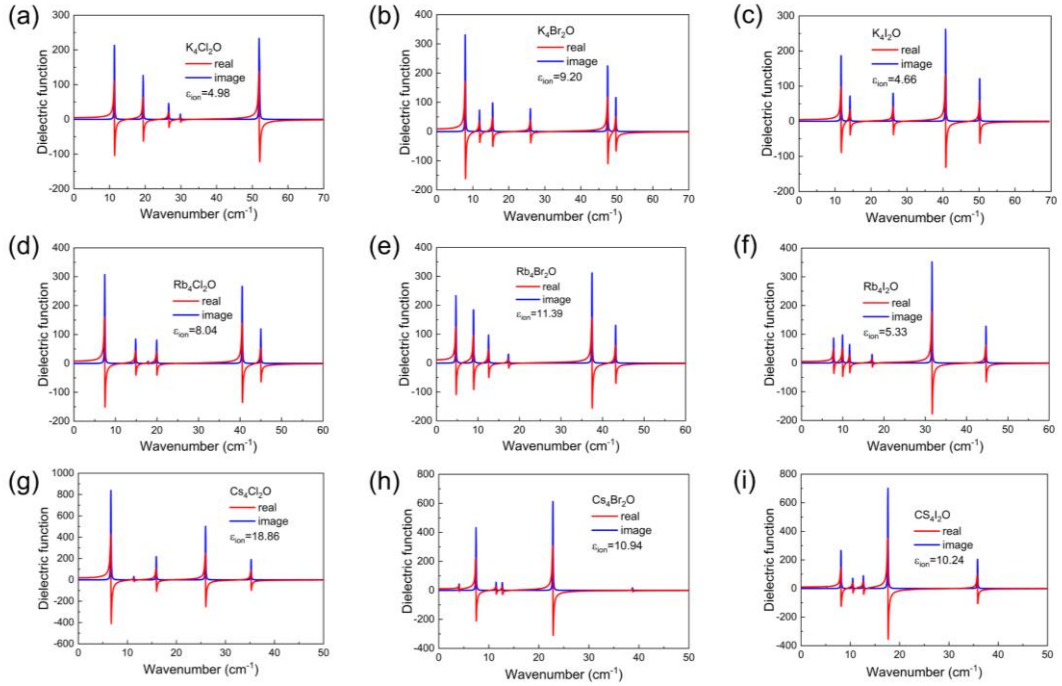 (a)
Dielectric function
300
200
100
0
-100
-200
K₄Cl₂O
real
image
εion=4.98
0 10 20 30 40 50 60 70
Wavenumber (cm⁻¹)
(b)
Dielectric function
400
300
200
100
0
-100
-200
K₄Br₂O
real
image
εion=9.20
0 10 20 30 40 50 60
Wavenumber (cm⁻¹)
(c)
Dielectric function
300
200
100
0
-100
-200
K₄I₂O
real
image
εion=4.66
0 10 20 30 40 50 60 70
Wavenumber (cm⁻¹)
(d)
Dielectric function
400
300
200
100
0
-100
-200
Rb₄Cl₂O
real
image
εion=8.04
0 10 20 30 40 50 60
Wavenumber (cm⁻¹)
(e)
Dielectric function
400
300
200
100
0
-100
-200
Rb₄Br₂O
real
image
εion=11.39
0 10 20 30 40 50 60
Wavenumber (cm⁻¹)
(f)
Dielectric function
400
300
200
100
0
-100
-200
Rb₄I₂O
real
image
εion=5.33
0 10 20 30 40 50 60
Wavenumber (cm⁻¹)
(g)
Dielectric function
1000
800
600
400
200
0
-200
-400
-600
Cs₄Cl₂O
real
image
εion=18.86
0 10 20 30 40 50
Wavenumber (cm⁻¹)
(h)
Dielectric function
800
600
400
200
0
-200
-400
Cs₄Br₂O
real
image
εion=10.94
0 10 20 30 40 50
Wavenumber (cm⁻¹)
(i)
Dielectric function
800
600
400
200
0
-200
-400
CS₄I₂O
real
image
εion=10.24
0 10 20 30 40 50
Wavenumber (cm⁻¹)